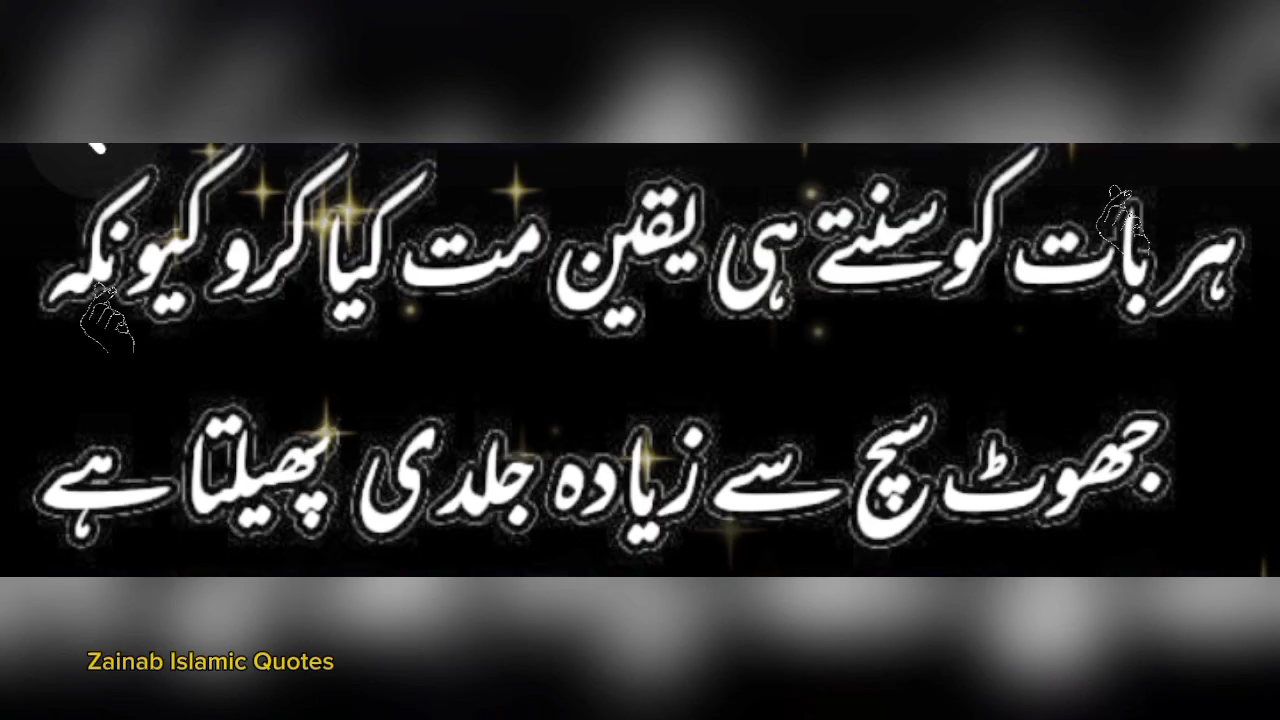 ہر بات کو سنتے ہی یقین مت کیا کرو کیونکہ
جھوٹ سچ سے زیادہ جلدی پھیلتا ہے
Zainab Islamic Quotes